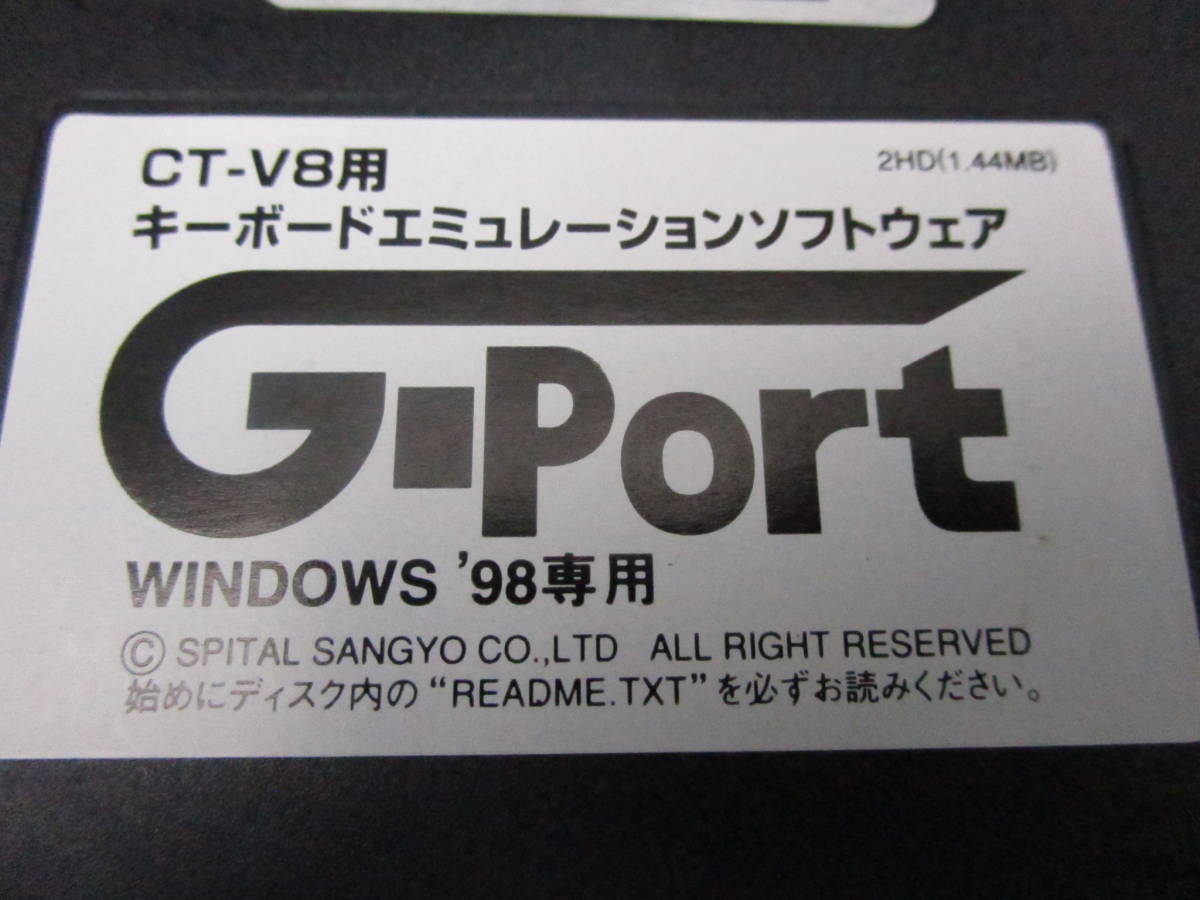 CT-V8用
2HD(1.44MB)
キーボードエミュレーションソフトウェア
G-Port
WINDOWS '98専用
© SPITAL SANGYO CO.,LTD ALL RIGHT RESERVED
始めにディスク内の“README.TXT”を必ずお読みください。